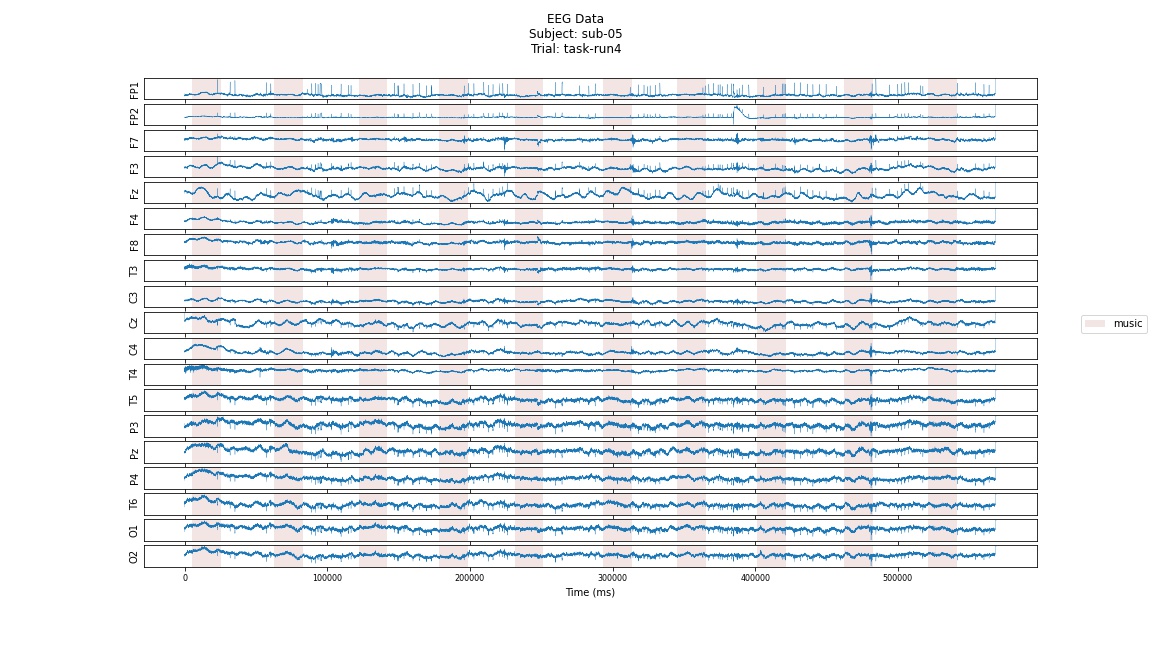 EEG Data
Subject: sub-05
Trial: task-run4
FP1
FP2
F7
F3
Fz
F4
F8
T3
C3
Cz
C4
T4
T5
P3
Pz
P4
T6
O1
O2
music
0 100000 200000 300000 400000 500000
Time (ms)